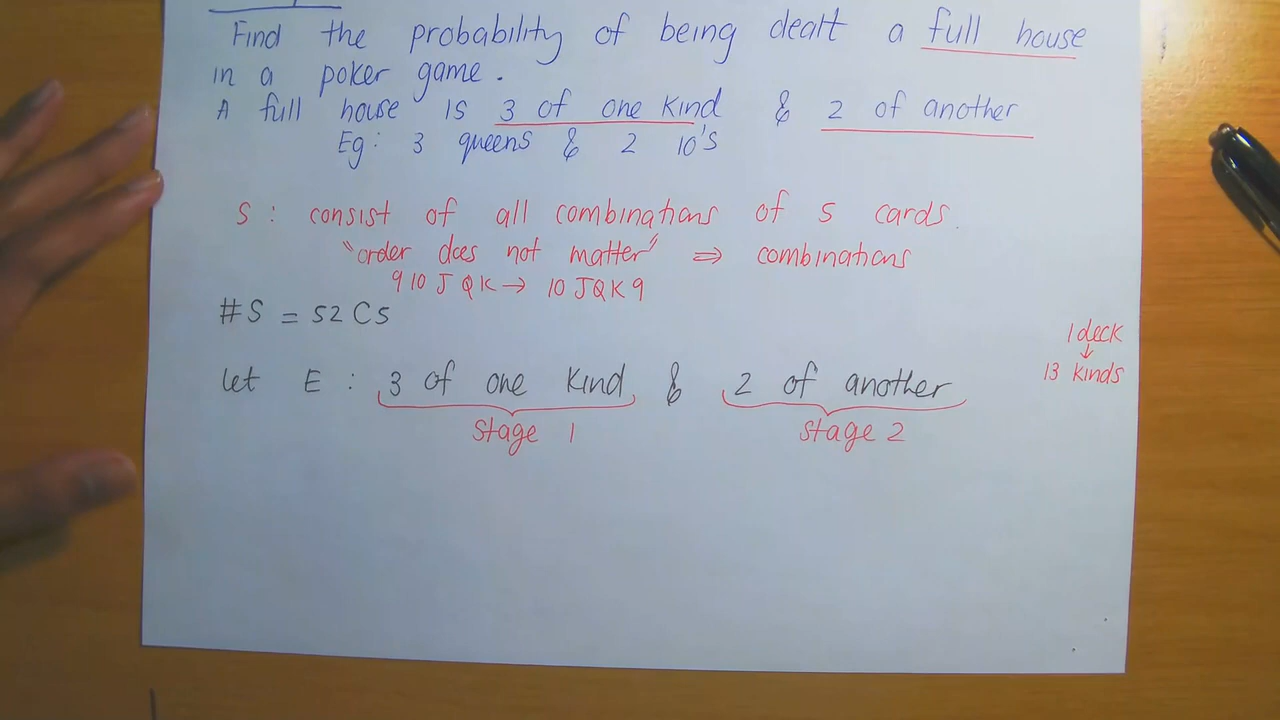 Find the probability of being dealt a full house
in a poker game.
A full house is 3 of one kind & 2 of another
Eg: 3 queens & 2 10's
S: consist of all combinations of 5 cards.
"order does not matter" ⇒ combinations
9 10 J Q K → 10 J Q K 9
#S = 52C5
1 deck
↓
13 kinds
let E: 3 of one kind & 2 of another
Stage 1
Stage 2